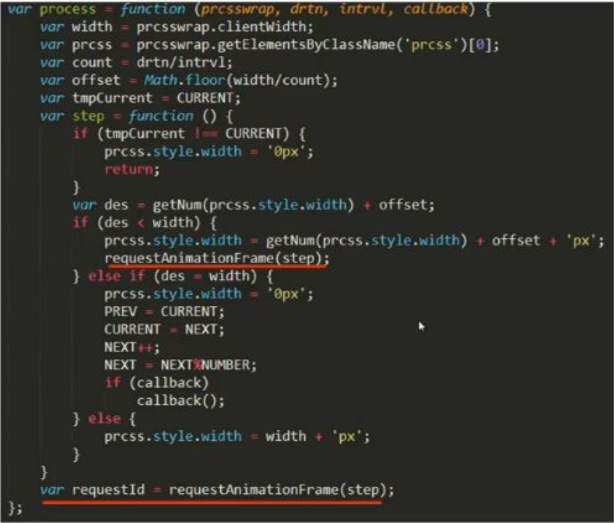 var process = function (prcsswrap, drtn, intrvl, callback) {
    var width = prcsswrap.clientWidth;
    var prcss = prcsswrap.getElementsByClassName('prcss')[0];
    var count = drtn/intrvl;
    var offset = Math.floor(width/count);
    var tmpCurrent = CURRENT;
    var step = function () {
        if (tmpCurrent !== CURRENT) {
            prcss.style.width = '0px';
            return;
        }
        var des = getNum(prcss.style.width) + offset;
        if (des < width) {
            prcss.style.width = getNum(prcss.style.width) + offset + 'px';
            requestAnimationFrame(step);
        } else if (des = width) {
            prcss.style.width = '0px';
            PREV = CURRENT;
            CURRENT = NEXT;
            NEXT++;
            NEXT = NEXT%NUMBER;
            if (callback)
                callback();
        } else {
            prcss.style.width = width + 'px';
        }
    }
    var requestId = requestAnimationFrame(step);
};